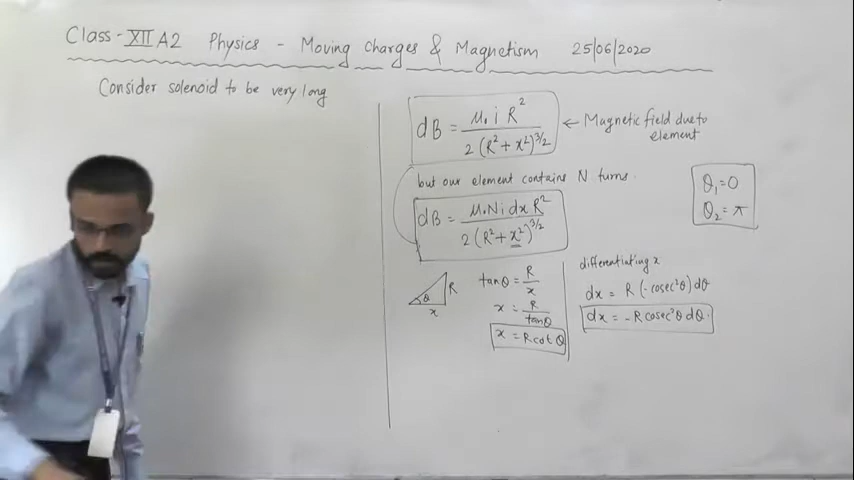 Class-XII A2 Physics - Moving Charges & Magnetism 25/06/2020
Consider solenoid to be very long
dB = μ₀ i R² / 2 (R² + x²)^3/2 ← Magnetic field due to element
but our element contains N turns.
dB = μ₀ N i dx R² / 2 (R² + x²)^3/2
θ₁ = 0
θ₂ = π
θ R x
tanθ = R/x
x = R/tanθ
x = R cot θ
differentiating x
dx = R (-cosec²θ) dθ
dx = -R cosec²θ dθ.